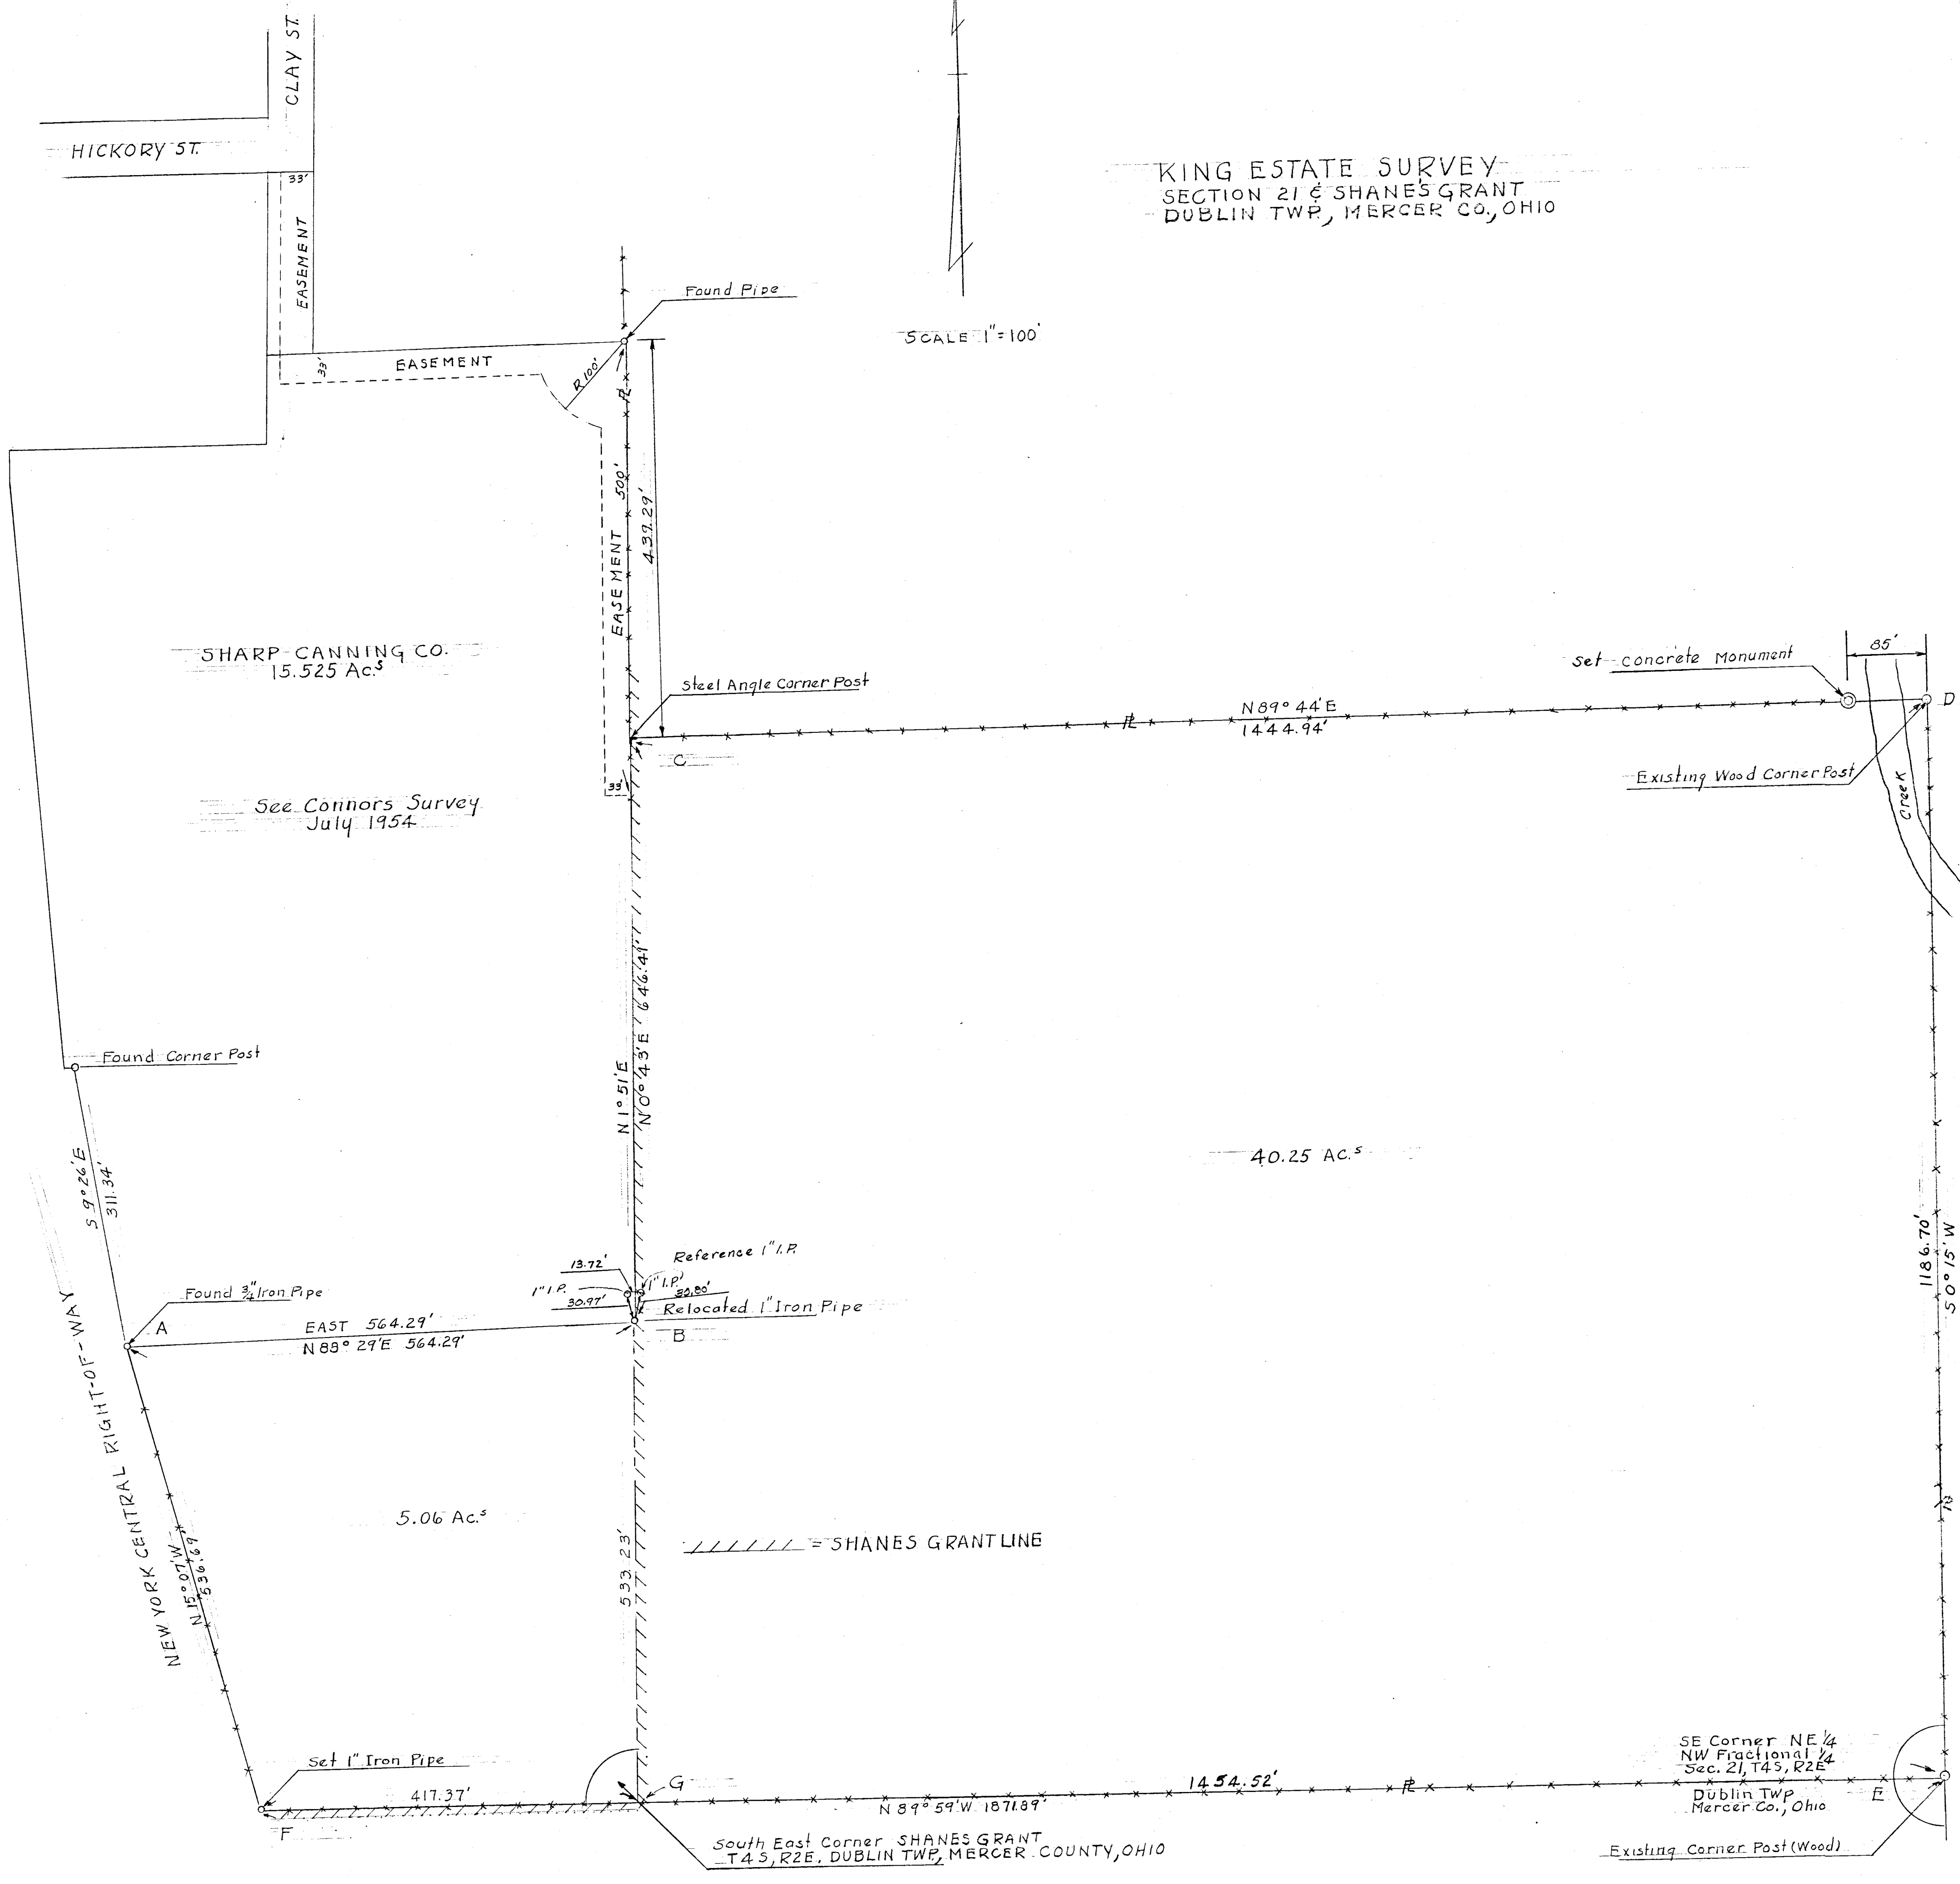 CLAY ST.
HICKORY ST.
33'
EASEMENT
KING ESTATE SURVEY
SECTION 21 & SHANE'S GRANT
DUBLIN TWP., MERCER CO., OHIO
Found Pipe
SCALE 1"=100'
33'
EASEMENT
R 100'
PL
EASEMENT 500'
439.29'
SHARP CANNING CO.
15.525 Ac.s
Steel Angle Corner Post
C
33'
See Connors Survey
July 1954
N 89° 44' E
1444.94'
PL
Set Concrete Monument
85'
D
Existing Wood Corner Post
Creek
Found Corner Post
N 1° 51' E
N 0° 43' E 646.41'
S 9° 26' E
311.34'
40.25 AC.s
1186.70'
S 0° 15' W
13.72'
Reference 1" I.P.
1" I.P.
1" I.P.
30.97'
30.80'
Relocated 1" Iron Pipe
Found 3/4" Iron Pipe
A
EAST 564.29'
N 88° 29' E 564.29'
B
NEW YORK CENTRAL RIGHT-OF-WAY
N 15° 07' W
536.69'
5.06 Ac.s
533.23'
= SHANES GRANT LINE
PL
Set 1" Iron Pipe
417.37'
F
G
1454.52'
PL
N 89° 59' W 1871.89'
South East Corner SHANES GRANT
T4S, R2E. DUBLIN TWP., MERCER COUNTY, OHIO
SE Corner NE 1/4
NW Fractional 1/4
Sec. 21, T4S, R2E
Dublin Twp
Mercer Co., Ohio
E
Existing Corner Post (Wood)